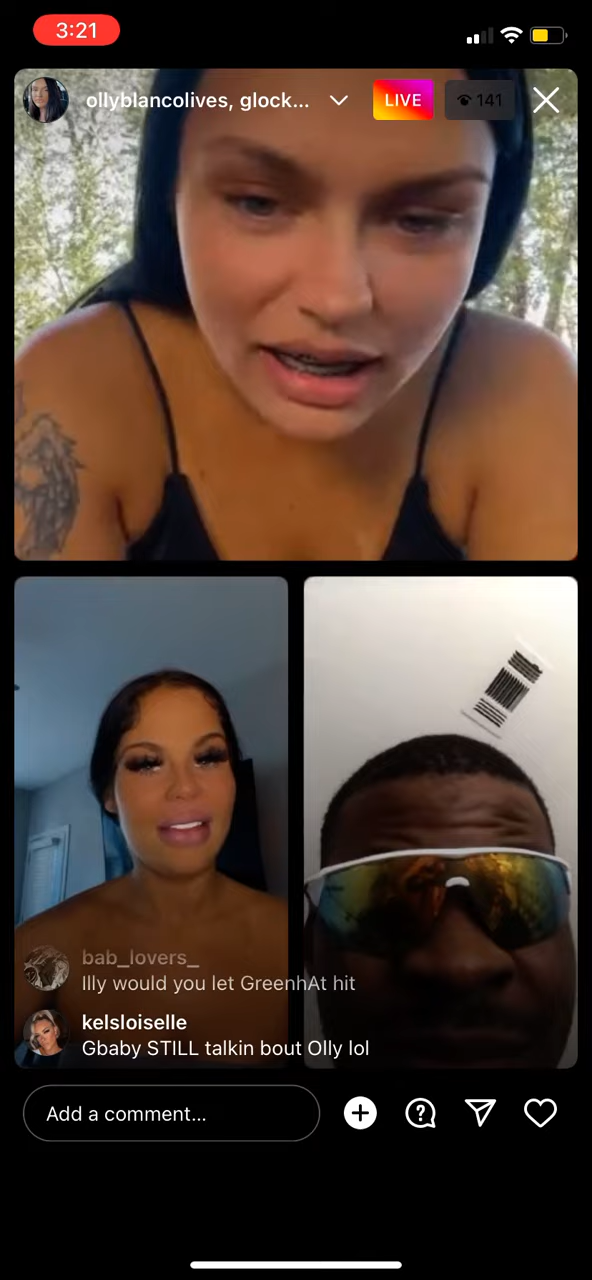 3:21
ollyblancolives, glock...
LIVE
141
bab_lovers_
Illy would you let GreenhAt hit
kelsloiselle
Gbaby STILL talkin bout Olly lol
Add a comment...